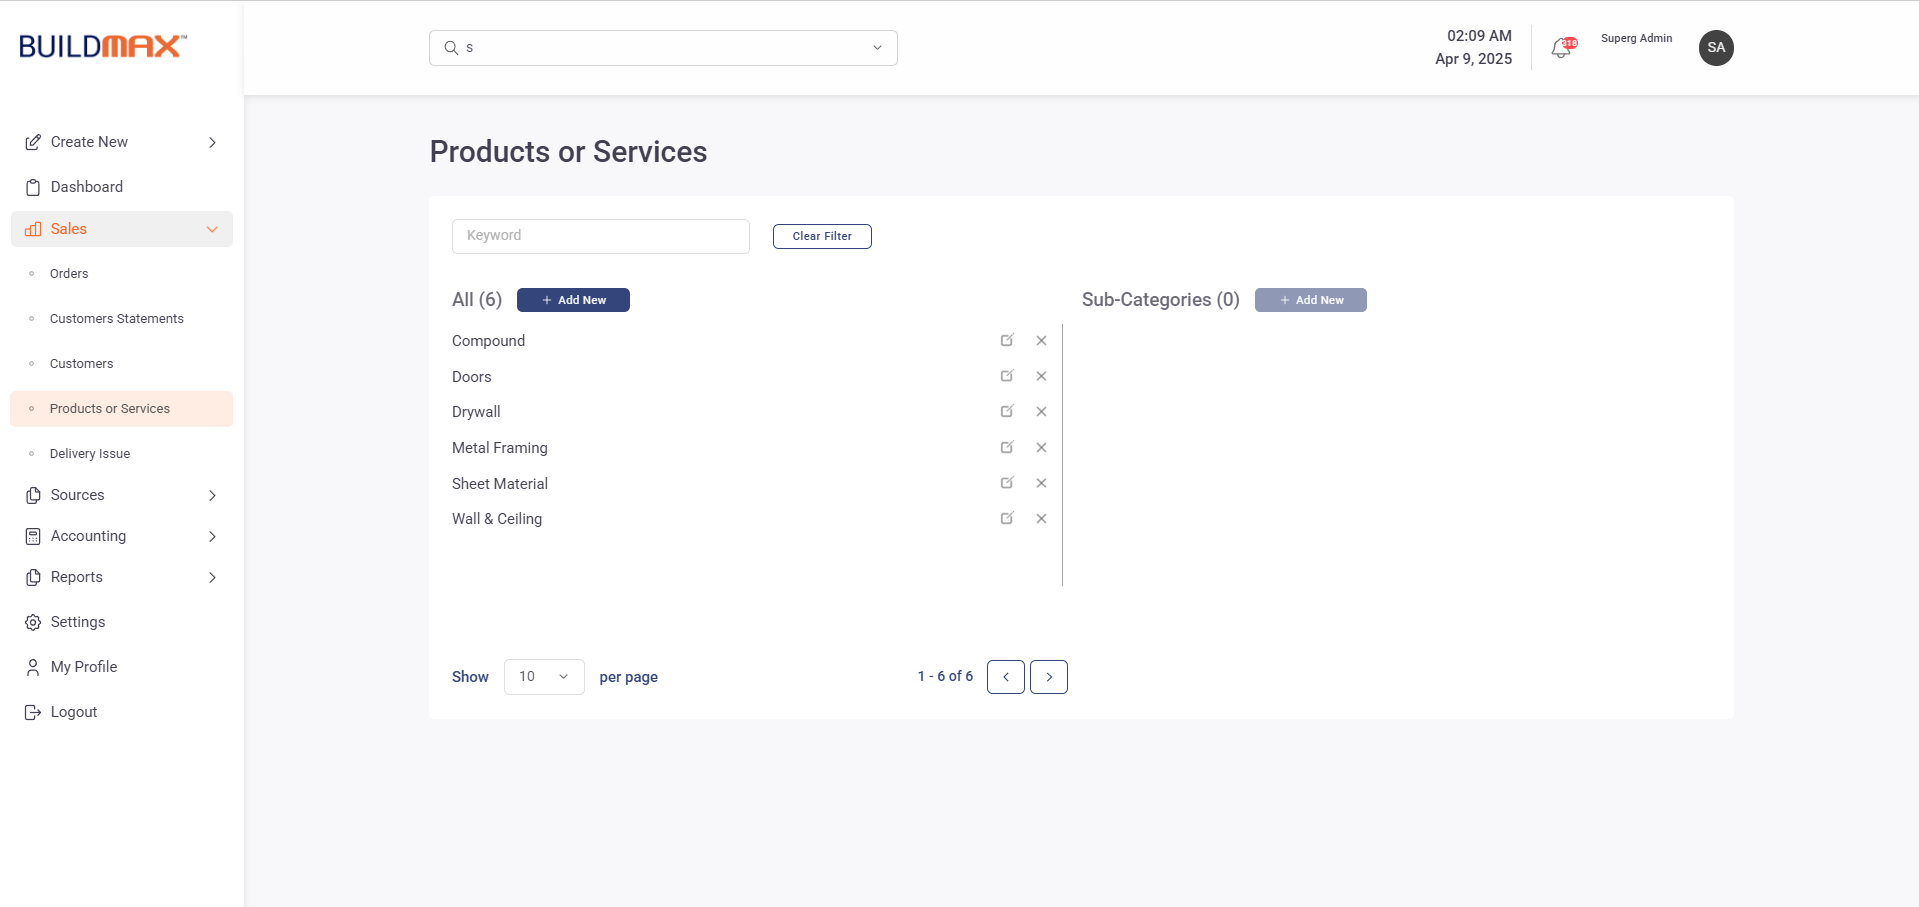 BUILDMAX™
s
02:09 AM
Apr 9, 2025
318
Superg Admin
SA
Create New
Dashboard
Sales
Orders
Customers Statements
Customers
Products or Services
Delivery Issue
Sources
Accounting
Reports
Settings
My Profile
Logout
Products or Services
Keyword
Clear Filter
All (6)
+ Add New
Compound
Doors
Drywall
Metal Framing
Sheet Material
Wall & Ceiling
Sub-Categories (0)
+ Add New
Show 10 per page
1 - 6 of 6